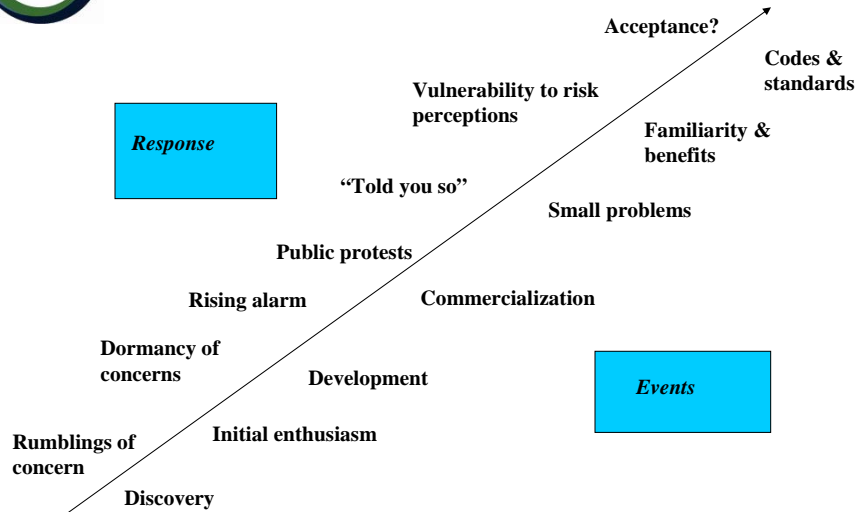 Acceptance?
Codes &
standards
Vulnerability to risk
perceptions
Familiarity &
benefits
Response
“Told you so”
Small problems
Public protests
Rising alarm
Commercialization
Dormancy of
concerns
Development
Events
Initial enthusiasm
Rumblings of
concern
Discovery